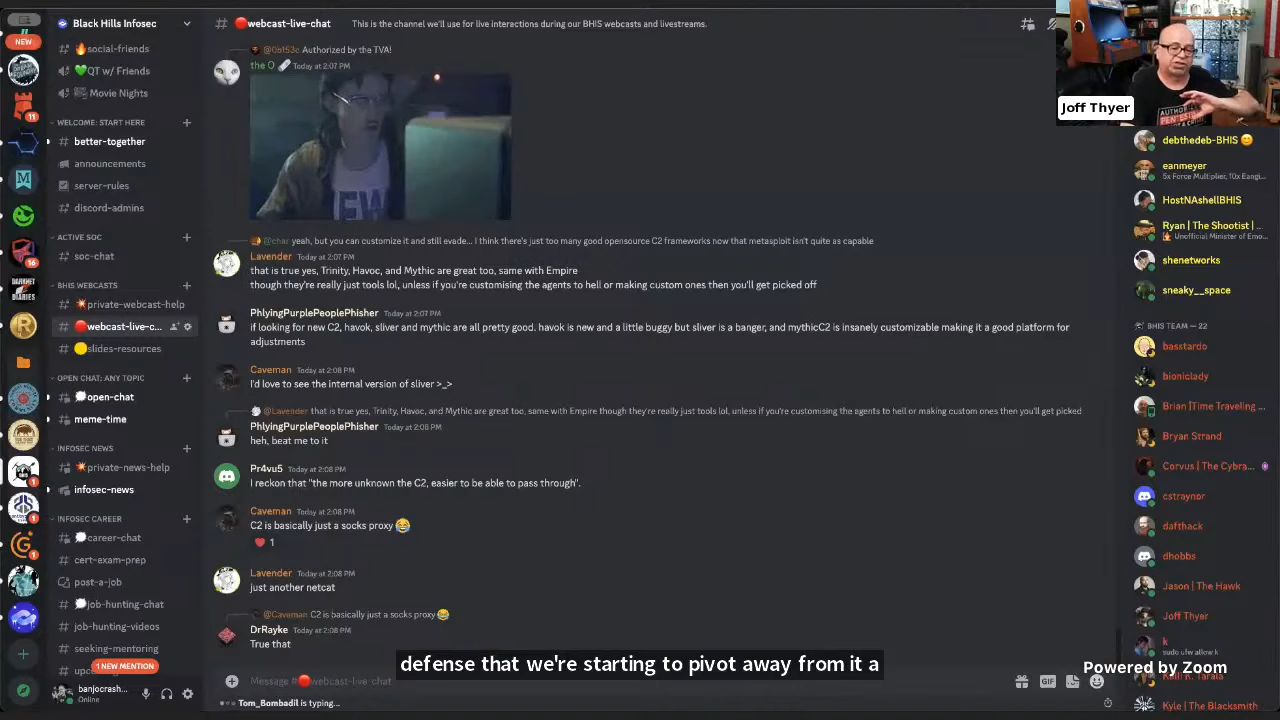 NEW
Black Hills Infosec
webcast-live-chat
This is the channel we'll use for live interactions during our BHIS webcasts and livestreams.
social-friends
QT w/ Friends
Movie Nights
WELCOME: START HERE
better-together
announcements
server-rules
discord-admins
ACTIVE SOC
soc-chat
BHIS WEBCASTS
private-webcast-help
webcast-live-c...
slides-resources
OPEN CHAT: ANY TOPIC
open-chat
meme-time
INFOSEC NEWS
private-news-help
infosec-news
INFOSEC CAREER
career-chat
cert-exam-prep
post-a-job
job-hunting-chat
job-hunting-videos
seeking-mentoring
1 NEW MENTION
banjocrash...
Online
11
M
16
DARKNET
DIARIES
R
1
1
1
@0b153c Authorized by the TVA!
the O Today at 2:07 PM
@char yeah, but you can customize it and still evade... I think there's just too many good opensource C2 frameworks now that metasploit isn't quite as capable
Lavender Today at 2:07 PM
that is true yes, Trinity, Havoc, and Mythic are great too, same with Empire
though they're really just tools lol, unless if you're customising the agents to hell or making custom ones then you'll get picked off
PhlyingPurplePeoplePhisher Today at 2:07 PM
if looking for new C2, havok, sliver and mythic are all pretty good. havok is new and a little buggy but sliver is a banger, and mythicC2 is insanely customizable making it a good platform for
adjustments
Caveman Today at 2:08 PM
I'd love to see the internal version of sliver >_>
@Lavender that is true yes, Trinity, Havoc, and Mythic are great too, same with Empire though they're really just tools lol, unless if you're customising the agents to hell or making custom ones then you'll get picked
PhlyingPurplePeoplePhisher Today at 2:08 PM
heh, beat me to it
Pr4vu5 Today at 2:08 PM
I reckon that "the more unknown the C2, easier to be able to pass through".
Caveman Today at 2:08 PM
C2 is basically just a socks proxy
1
Lavender Today at 2:08 PM
just another netcat
@Caveman C2 is basically just a socks proxy
DrRayke Today at 2:08 PM
True that
defense that we're starting to pivot away from it a
Message #webcast-live-chat
GIF
Tom_Bombadil is typing...
Joff Thyer
debthedeb-BHIS
eanmeyer
5x Force Multiplier, 10x Eangi...
HostNAshellBHIS
Ryan | The Shootist | ...
Unofficial Minister of Emo...
shenetworks
sneaky__space
BHIS TEAM — 22
basstardo
bioniclady
Brian |Time Traveling ...
Bryan Strand
Corvus | The Cybra...
cstraynor
dafthack
dhobbs
Jason | The Hawk
Joff Thyer
k
sudo ufw allow k
Powered by Zoom
Kyle | The Blacksmith